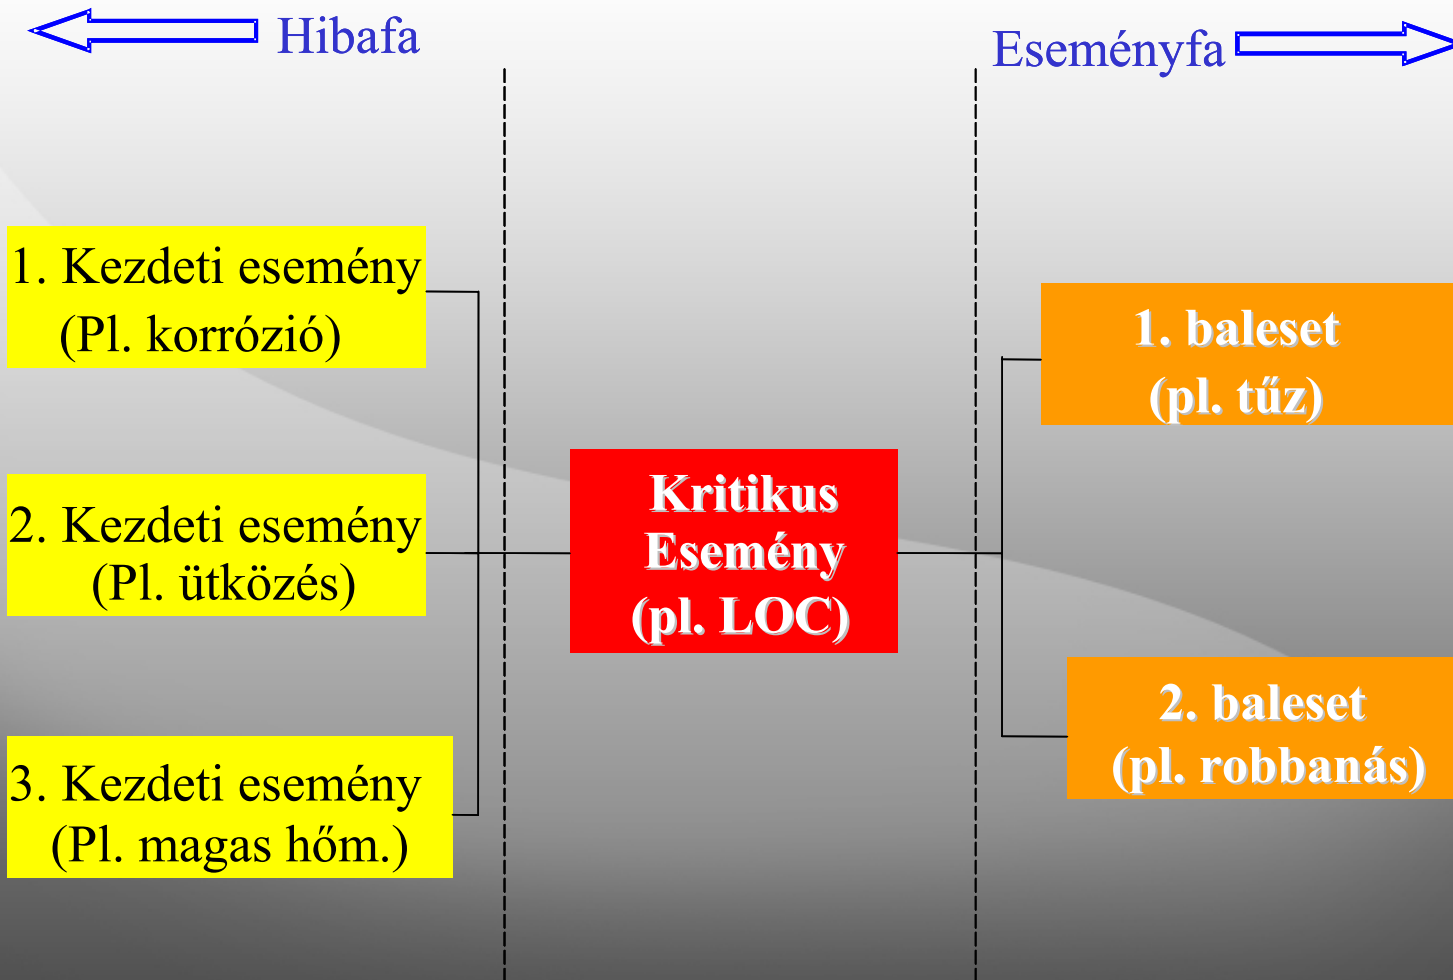 Hibafa
Eseményfa
1. Kezdeti esemény
(Pl. korrózió)
2. Kezdeti esemény
(Pl. ütközés)
3. Kezdeti esemény
(Pl. magas hőm.)
Kritikus
Esemény
(pl. LOC)
1. baleset
(pl. tűz)
2. baleset
(pl. robbanás)